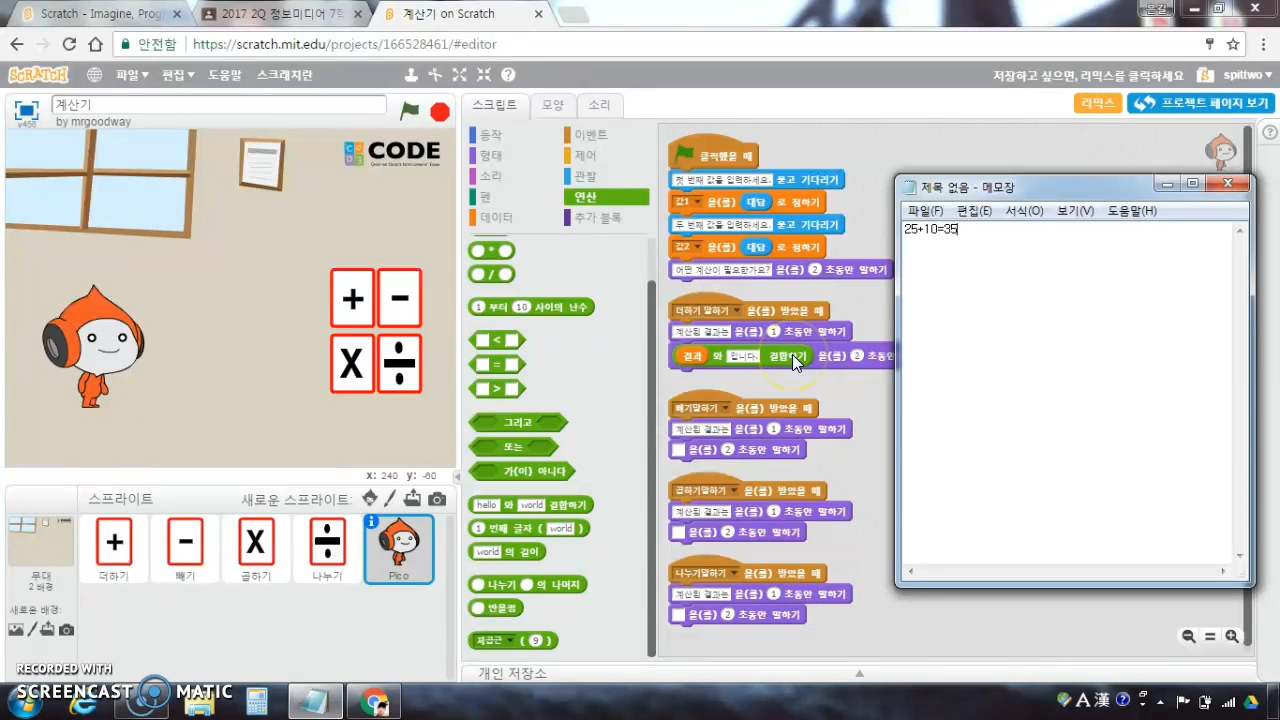 Scratch - Imagine, Prog
2017 2Q 정보미디어 7학
계산기 on Scratch
안전함
https://scratch.mit.edu/projects/166528461/#editor
SCRATCH
파일▾
편집▾
도움말
스크래치란
저장하고 싶으면, 리믹스를 클릭하세요
spittwo
v456
계산기
by mrgoodway
스크립트
모양
소리
리믹스
프로젝트 페이지 보기
CODE
동작
이벤트
형태
제어
소리
관찰
펜
연산
데이터
추가 블록
*
/
1 부터 10 사이의 난수
<
=
>
그리고
또는
가(이) 아니다
hello 와 world 결합하기
1 번째 글자 ( world )
world 의 길이
나누기 의 나머지
반올림
제곱근 ( 9 )
클릭했을 때
첫 번째 값을 입력하세요. 묻고 기다리기
값1 을(를) 대답 로 정하기
두 번째 값을 입력하세요. 묻고 기다리기
값2 을(를) 대답 로 정하기
어떤 계산이 필요한가요? 을(를) 2 초동안 말하기
더하기 말하기 을(를) 받았을 때
계산된 결과는 을(를) 1 초동안 말하기
결과 와 입니다. 결합하기 을(를) 2 초동안
빼기말하기 을(를) 받았을 때
계산된 결과는 을(를) 1 초동안 말하기
을(를) 2 초동안 말하기
곱하기말하기 을(를) 받았을 때
계산된 결과는 을(를) 1 초동안 말하기
을(를) 2 초동안 말하기
나누기말하기 을(를) 받았을 때
계산된 결과는 을(를) 1 초동안 말하기
을(를) 2 초동안 말하기
제목 없음 - 메모장
파일(F) 편집(E) 서식(O) 보기(V) 도움말(H)
25+10=35
+ -
X ÷
x: 240 y: -60
스프라이트
새로운 스프라이트:
무대
2 배경
새로운 배경:
더하기
빼기
곱하기
나누기
Pico
개인 저장소
RECORDED WITH
SCREENCAST MATIC
A 漢